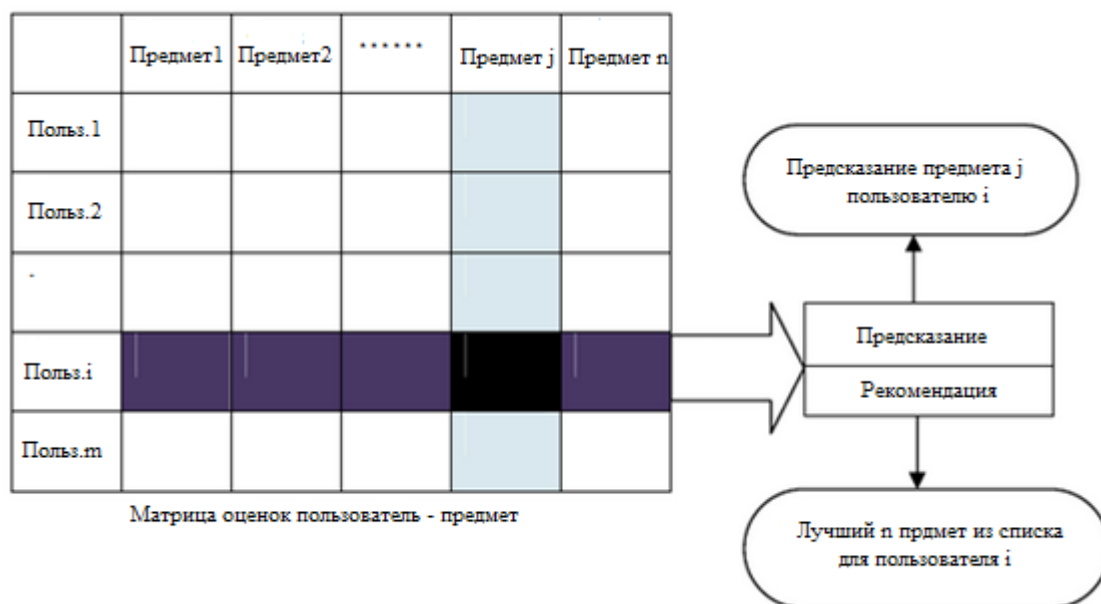 Предмет1 Предмет2 ****** Предмет j Предмет n
Польз.1
Польз.2
-
Польз.i
Польз.m
Матрица оценок пользователь - предмет
Предсказание предмета j
пользователю i
Предсказание
Рекомендация
Лучший n прдмет из списка
для пользователя i